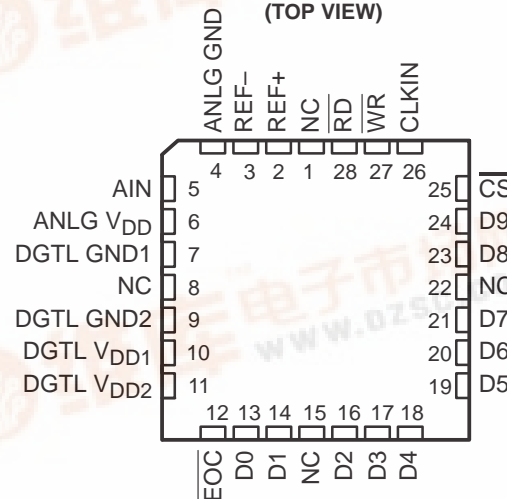 (TOP VIEW)
ANLG GND
REF–
REF+
NC
RD
WR
CLKIN
4 3 2 1 28 27 26
AIN 5
ANLG VDD 6
DGTL GND1 7
NC 8
DGTL GND2 9
DGTL VDD1 10
DGTL VDD2 11
25 CS
24 D9
23 D8
22 NC
21 D7
20 D6
19 D5
12 13 14 15 16 17 18
EOC
D0
D1
NC
D2
D3
D4